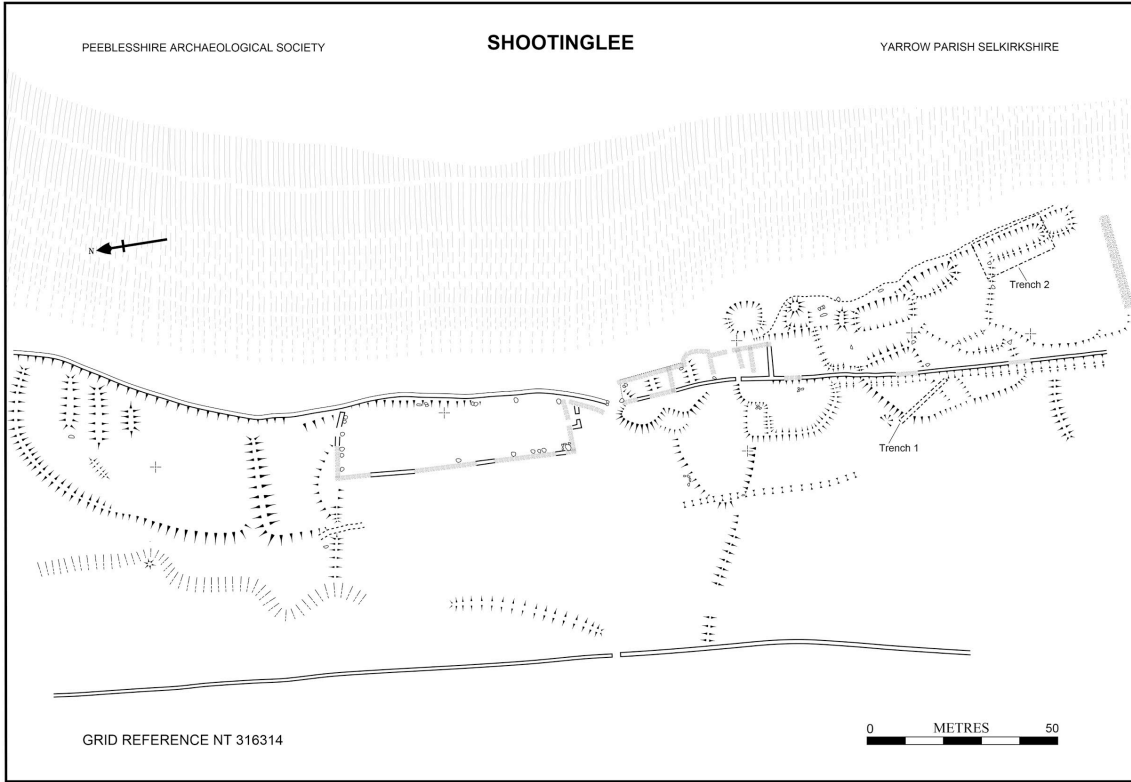 PEEBLESSHIRE ARCHAEOLOGICAL SOCIETY
SHOOTINGLEE
YARROW PARISH SELKIRKSHIRE
N
Trench 2
Trench 1
GRID REFERENCE NT 316314
0 METRES 50